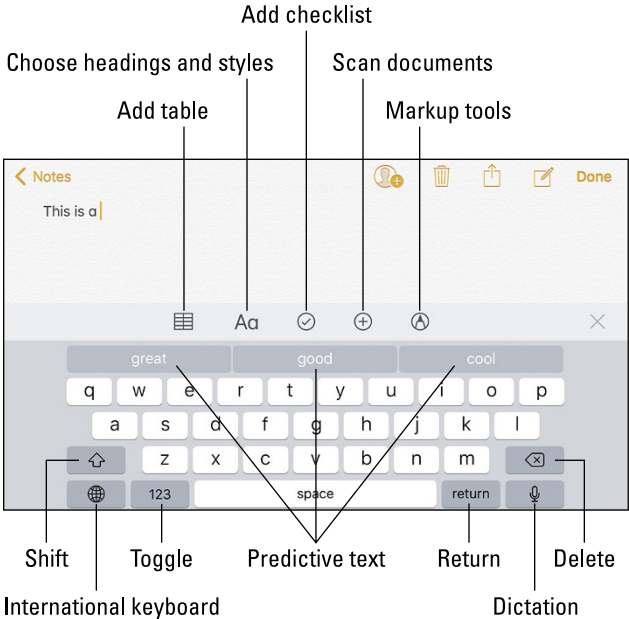 Add checklist
Choose headings and styles Scan documents
Add table Markup tools
Notes Done
This is a
Aa
great good cool
q w e r t y u i o p
a s d f g h j k l
z x c v b n m
123 space return
Shift Toggle Predictive text Return Delete
International keyboard Dictation